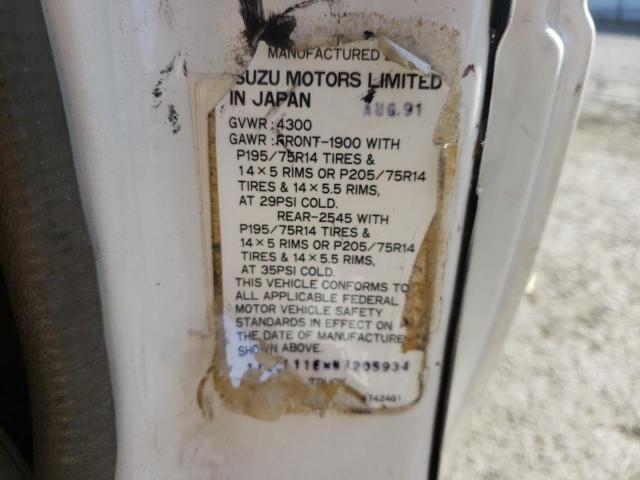 MANUFACTURED
SUZU MOTORS LIMITED
IN JAPAN AUG.91
GVWR : 4300
GAWR : FRONT-1900 WITH
P195/75R14 TIRES &
14×5 RIMS OR P205/75R14
TIRES & 14×5.5 RIMS,
AT 29PSI COLD.
REAR-2545 WITH
P195/75R14 TIRES &
14×5 RIMS OR P205/75R14
TIRES & 14×5.5 RIMS,
AT 35PSI COLD.
THIS VEHICLE CONFORMS TO
ALL APPLICABLE FEDERAL
MOTOR VEHICLE SAFETY
STANDARDS IN EFFECT ON
THE DATE OF MANUFACTURE
SHOWN ABOVE.
TRUCK
4742461